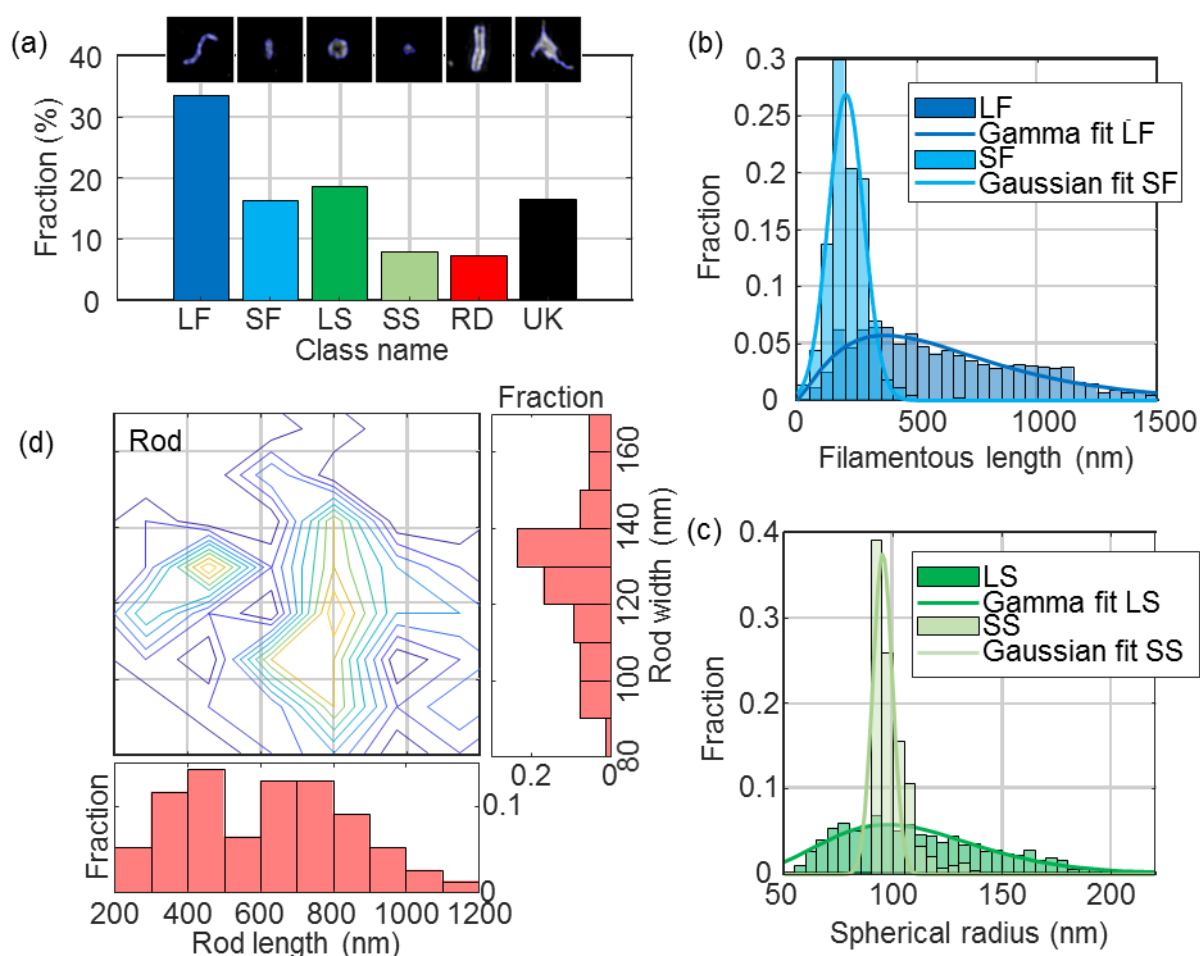 (a)
40
30
20
10
0
Fraction (%)
LF SF LS SS RD UK
Class name
(b)
0.3
0.25
0.2
0.15
0.1
0.05
0
Fraction
LF
Gamma fit LF
SF
Gaussian fit SF
0 500 1000 1500
Filamentous length (nm)
(d)
Rod
Fraction
160
140
120
100
80
Rod width (nm)
0.2 0
Fraction
0.1
0
200 400 600 800 1000 1200
Rod length (nm)
(c)
0.4
0.3
0.2
0.1
0
Fraction
LS
Gamma fit LS
SS
Gaussian fit SS
50 100 150 200
Spherical radius (nm)